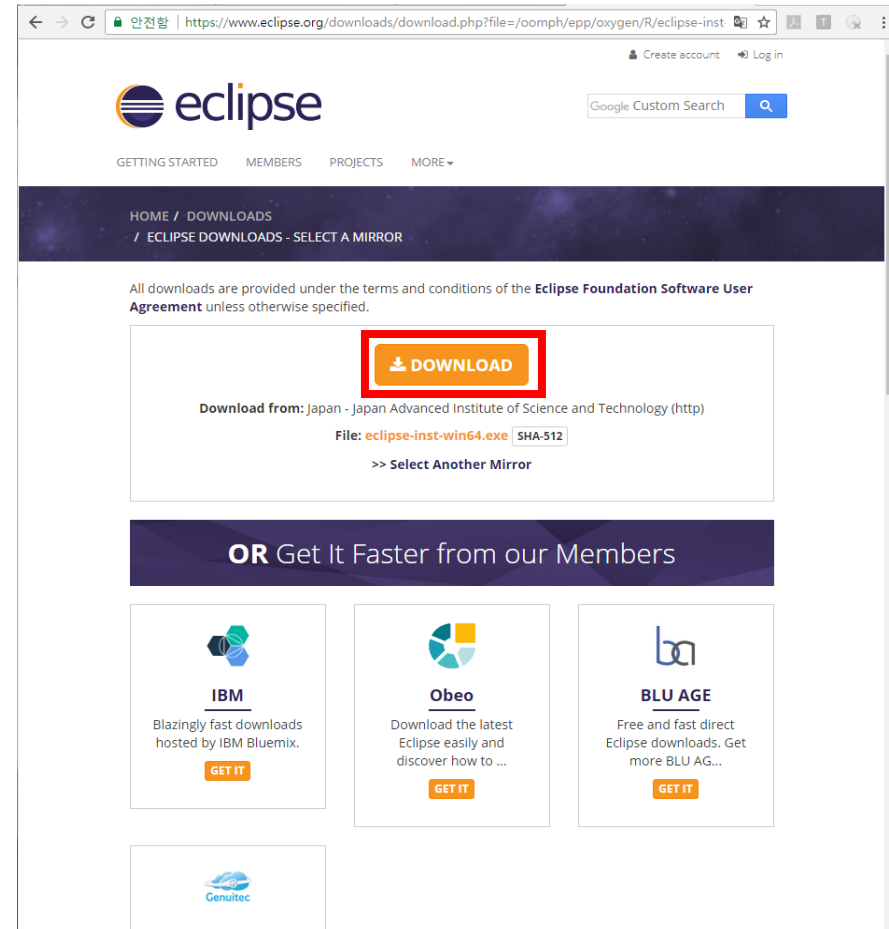 안전함 | https://www.eclipse.org/downloads/download.php?file=/oomph/epp/oxygen/R/eclipse-inst-
T
Create account Log in
eclipse
Google Custom Search
GETTING STARTED MEMBERS PROJECTS MORE
HOME / DOWNLOADS
/ ECLIPSE DOWNLOADS - SELECT A MIRROR
All downloads are provided under the terms and conditions of the Eclipse Foundation Software User
Agreement unless otherwise specified.
DOWNLOAD
Download from: Japan - Japan Advanced Institute of Science and Technology (http)
File: eclipse-inst-win64.exe SHA-512
>> Select Another Mirror
OR Get It Faster from our Members
ba
IBM
Blazingly fast downloads
hosted by IBM Bluemix.
GET IT
Obeo
Download the latest
Eclipse easily and
discover how to ...
GET IT
BLU AGE
Free and fast direct
Eclipse downloads. Get
more BLU AG...
GET IT
Genuitec